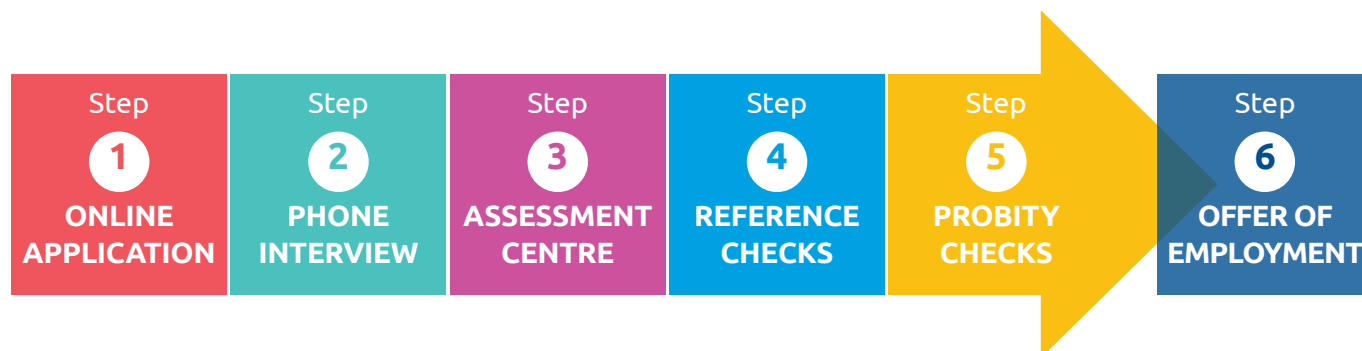 Step
1
ONLINE
APPLICATION
Step
2
PHONE
INTERVIEW
Step
3
ASSESSMENT
CENTRE
Step
4
REFERENCE
CHECKS
Step
5
PROBITY
CHECKS
Step
6
OFFER OF
EMPLOYMENT